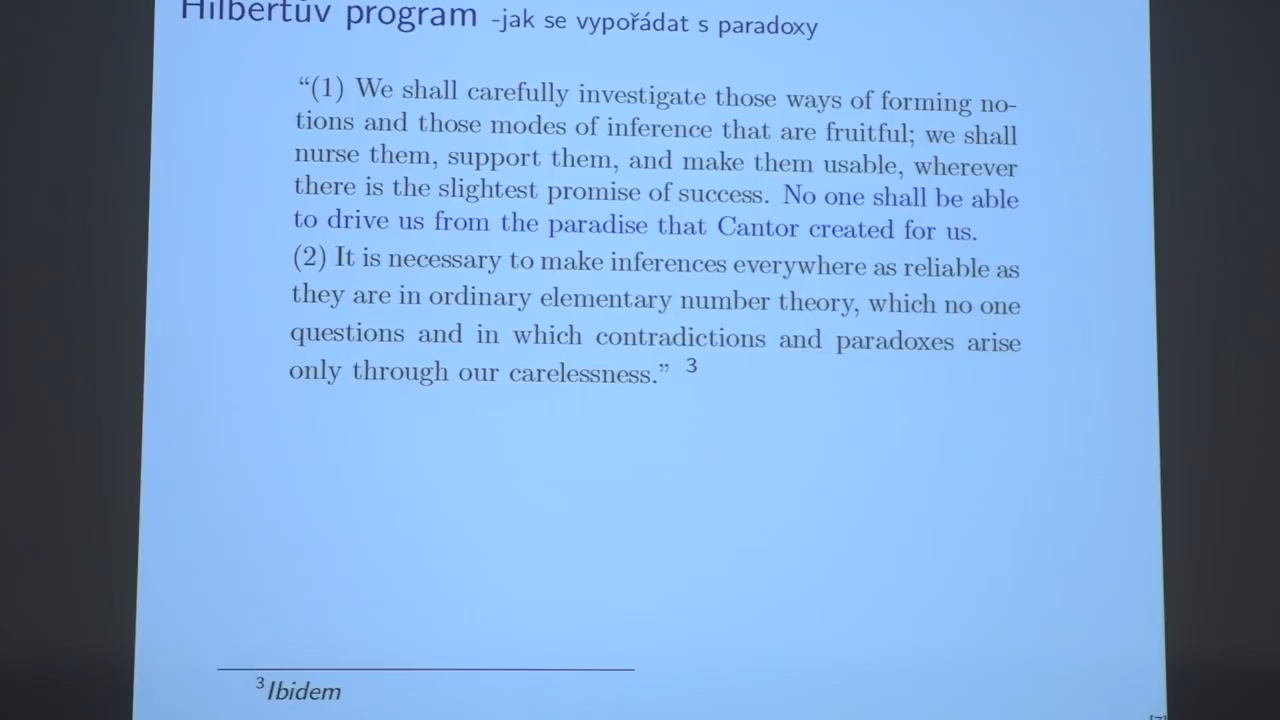 Hilbertův program -jak se vypořádat s paradoxy
“(1) We shall carefully investigate those ways of forming no-
tions and those modes of inference that are fruitful; we shall
nurse them, support them, and make them usable, wherever
there is the slightest promise of success. No one shall be able
to drive us from the paradise that Cantor created for us.
(2) It is necessary to make inferences everywhere as reliable as
they are in ordinary elementary number theory, which no one
questions and in which contradictions and paradoxes arise
only through our carelessness.” 3
3 Ibidem